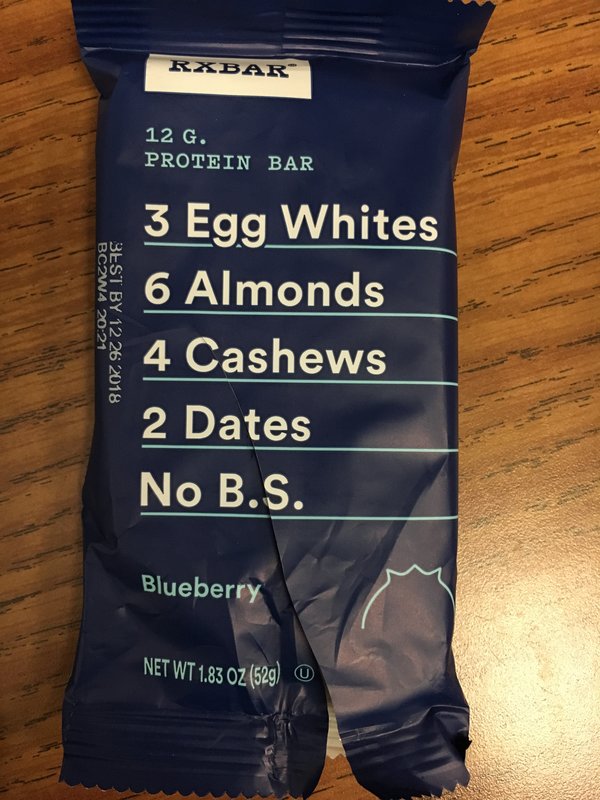 RXBAR®
12 G.
PROTEIN BAR
3 Egg Whites
6 Almonds
4 Cashews
2 Dates
No B.S.
Blueberry
NET WT 1.83 OZ (52g) Ⓤ
BEST BY 12 26 2018
BC2W4 20:21